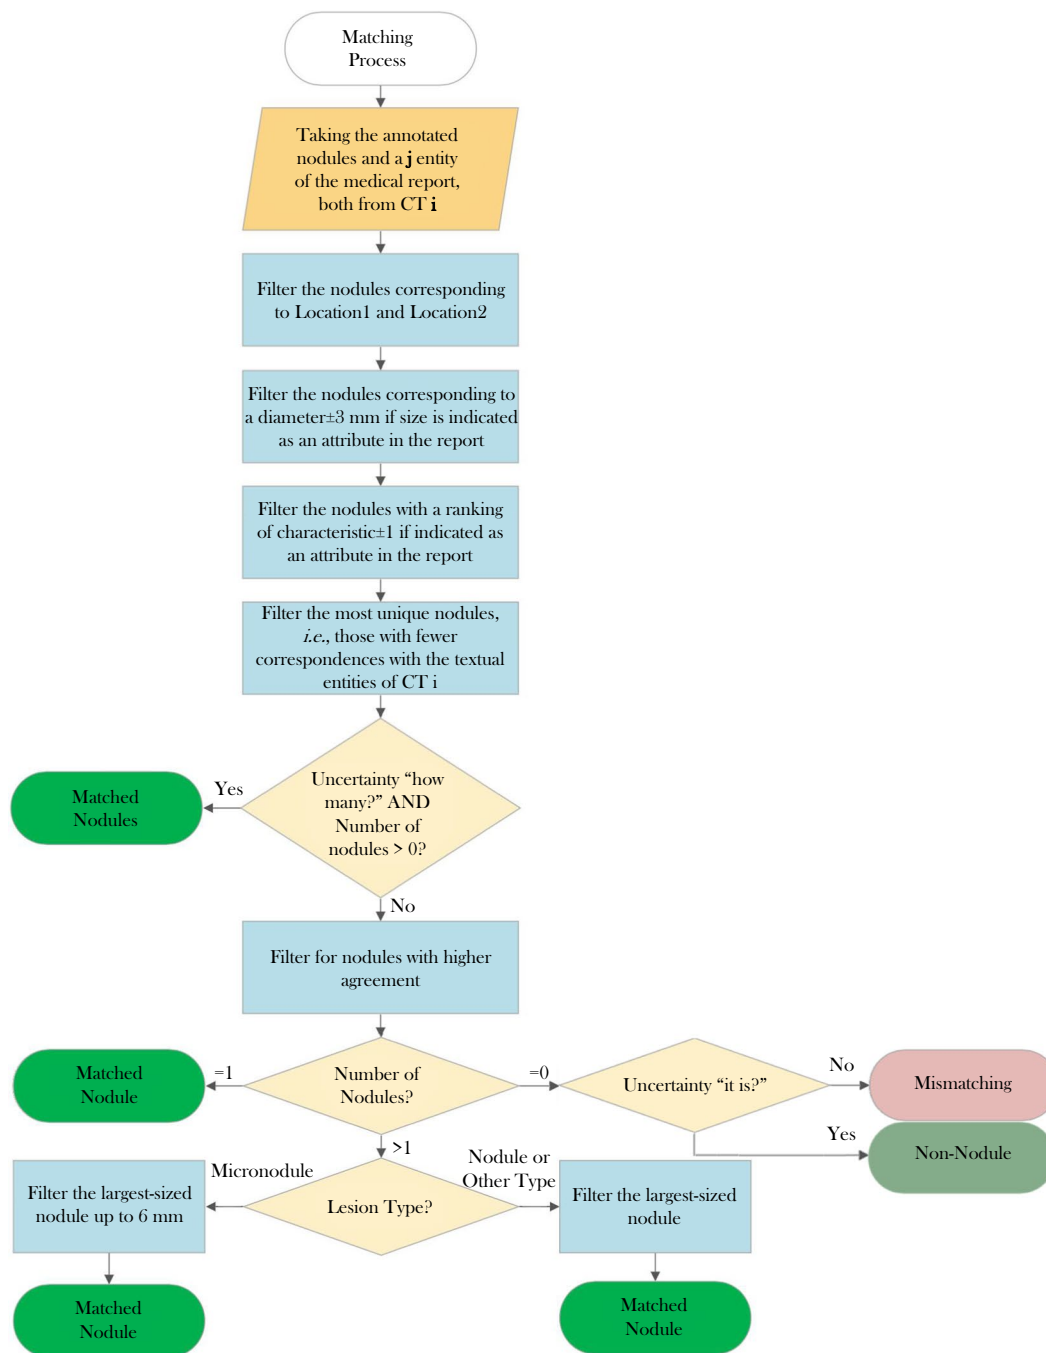 Matching
Process
Taking the annotated
nodules and a j entity
of the medical report,
both from CT i
Filter the nodules corresponding
to Location1 and Location2
Filter the nodules corresponding to
a diameter±3 mm if size is indicated
as an attribute in the report
Filter the nodules with a ranking
of characteristic±1 if indicated as
an attribute in the report
Filter the most unique nodules,
i.e., those with fewer
correspondences with the textual
entities of CT i
Uncertainty “how
many?” AND
Number of
nodules > 0?
Yes
Matched
Nodules
No
Filter for nodules with higher
agreement
Number of
Nodules?
=1
Matched
Nodule
=0
Uncertainty “it is?”
No
Mismatching
Yes
Non-Nodule
>1
Lesion Type?
Micronodule
Filter the largest-sized
nodule up to 6 mm
Matched
Nodule
Nodule or
Other Type
Filter the largest-sized
nodule
Matched
Nodule